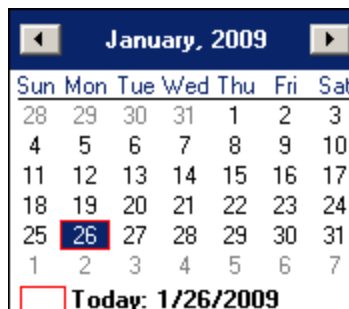 January, 2009
Sun Mon Tue Wed Thu Fri Sat
28 29 30 31 1 2 3
4 5 6 7 8 9 10
11 12 13 14 15 16 17
18 19 20 21 22 23 24
25 26 27 28 29 30 31
1 2 3 4 5 6 7
Today: 1/26/2009